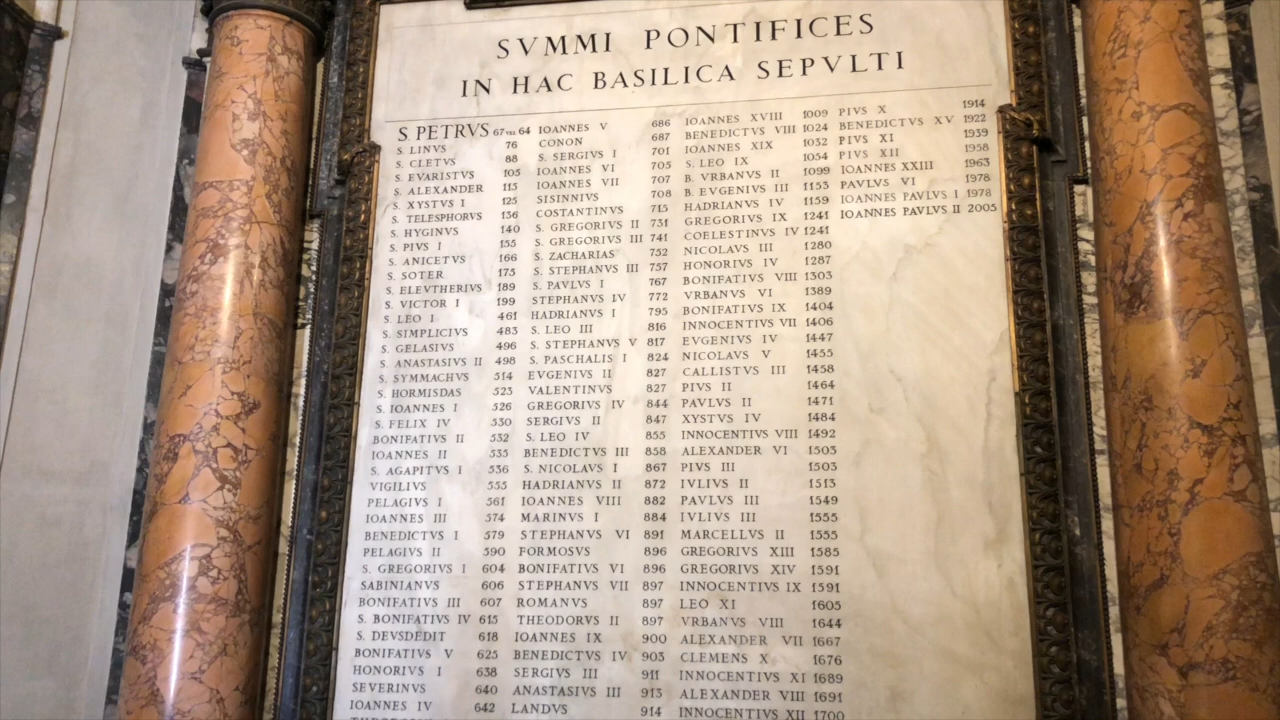 SVMMI PONTIFICES
IN HAC BASILICA SEPVLTI
S. PETRVS 67 VEL 64
S. LINVS 76
S. CLETVS 88
S. EVARISTVS 105
S. ALEXANDER 115
S. XYSTVS I 125
S. TELESPHORVS 136
S. HYGINVS 140
S. PIVS I 155
S. ANICETVS 166
S. SOTER 175
S. ELEVTHERIVS 189
S. VICTOR I 199
S. LEO I 461
S. SIMPLICIVS 483
S. GELASIVS 496
S. ANASTASIVS II 498
S. SYMMACHVS 514
S. HORMISDAS 523
S. IOANNES I 526
S. FELIX IV 530
BONIFATIVS II 532
IOANNES II 535
S. AGAPITVS I 536
VIGILIVS 555
PELAGIVS I 561
IOANNES III 574
BENEDICTVS I 579
PELAGIVS II 590
S. GREGORIVS I 604
SABINIANVS 606
BONIFATIVS III 607
S. BONIFATIVS IV 615
S. DEVSDEDIT 618
BONIFATIVS V 625
HONORIVS I 638
SEVERINVS 640
IOANNES IV 642
IOANNES V 686
CONON 687
S. SERGIVS I 701
IOANNES VI 705
IOANNES VII 707
SISINNIVS 708
COSTANTINVS 715
S. GREGORIVS II 731
S. GREGORIVS III 741
S. ZACHARIAS 752
S. STEPHANVS III 757
S. PAVLVS I 767
STEPHANVS IV 772
HADRIANVS I 795
S. LEO III 816
S. STEPHANVS V 817
S. PASCHALIS I 824
EVGENIVS II 827
VALENTINVS 827
GREGORIVS IV 844
SERGIVS II 847
S. LEO IV 855
BENEDICTVS III 858
S. NICOLAVS I 867
HADRIANVS II 872
IOANNES VIII 882
MARINVS I 884
STEPHANVS VI 891
FORMOSVS 896
BONIFATIVS VI 896
STEPHANVS VII 897
ROMANVS 897
THEODORVS II 897
IOANNES IX 900
BENEDICTVS IV 903
SERGIVS III 911
ANASTASIVS III 913
LANDVS 914
IOANNES XVIII 1009
BENEDICTVS VIII 1024
IOANNES XIX 1032
S. LEO IX 1054
B. VRBANVS II 1099
B. EVGENIVS III 1153
HADRIANVS IV 1159
GREGORIVS IX 1241
COELESTINVS IV 1241
NICOLAVS III 1280
HONORIVS IV 1287
BONIFATIVS VIII 1303
VRBANVS VI 1389
BONIFATIVS IX 1404
INNOCENTIVS VII 1406
EVGENIVS IV 1447
NICOLAVS V 1455
CALLISTVS III 1458
PIVS II 1464
PAVLVS II 1471
XYSTVS IV 1484
INNOCENTIVS VIII 1492
ALEXANDER VI 1503
PIVS III 1503
IVLIVS II 1513
PAVLVS III 1549
IVLIVS III 1555
MARCELLVS II 1555
GREGORIVS XIII 1585
GREGORIVS XIV 1591
INNOCENTIVS IX 1591
LEO XI 1605
VRBANVS VIII 1644
ALEXANDER VII 1667
CLEMENS X 1676
INNOCENTIVS XI 1689
ALEXANDER VIII 1691
INNOCENTIVS XII 1700
PIVS X 1914
BENEDICTVS XV 1922
PIVS XI 1939
PIVS XII 1958
IOANNES XXIII 1963
PAVLVS VI 1978
IOANNES PAVLVS I 1978
IOANNES PAVLVS II 2005